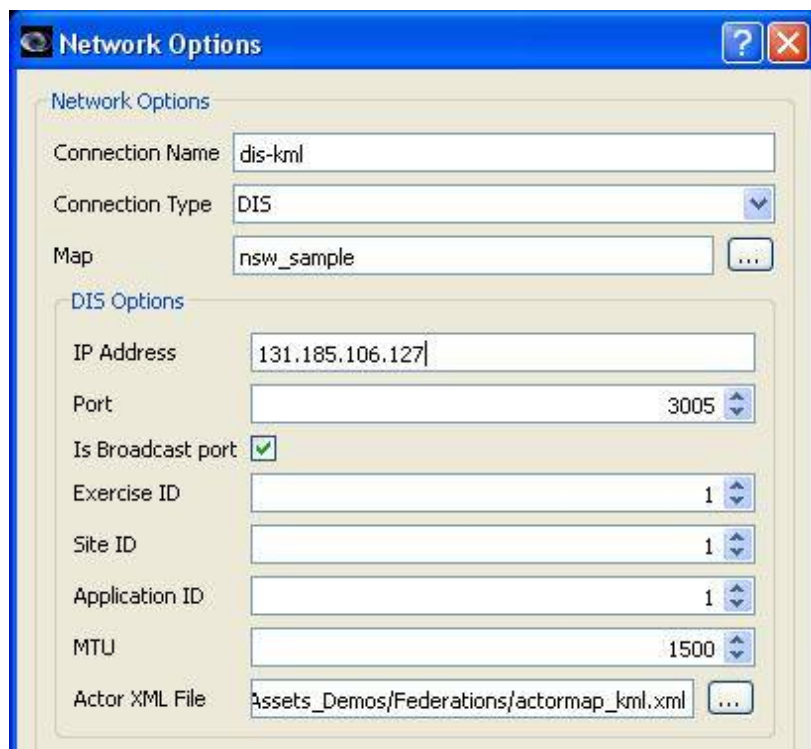 Network Options
Network Options
Connection Name dis-kml
Connection Type DIS
Map nsw_sample ...
DIS Options
IP Address 131.185.106.127
Port 3005
Is Broadcast port
Exercise ID 1
Site ID 1
Application ID 1
MTU 1500
Actor XML File Assets_Demos/Federations/actormap_kml.xml ...